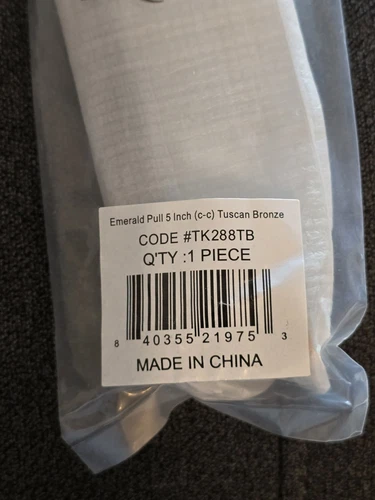 Emerald Pull 5 Inch (c-c) Tuscan Bronze
CODE #TK288TB
Q'TY :1 PIECE
8 40355 21975 3
MADE IN CHINA